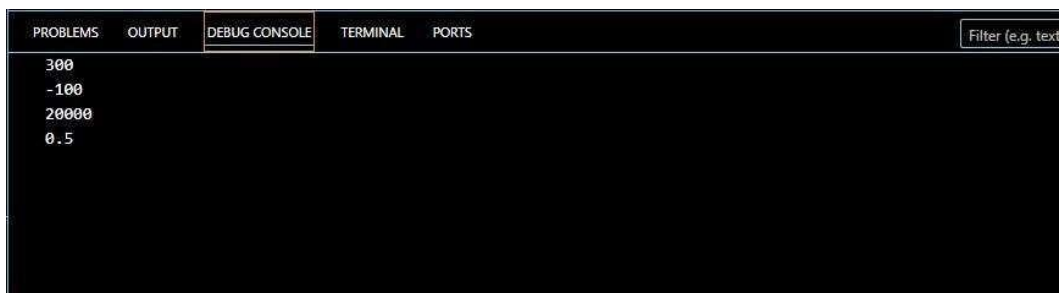 PROBLEMS OUTPUT DEBUG CONSOLE TERMINAL PORTS Filter (e.g. text
300
-100
20000
0.5